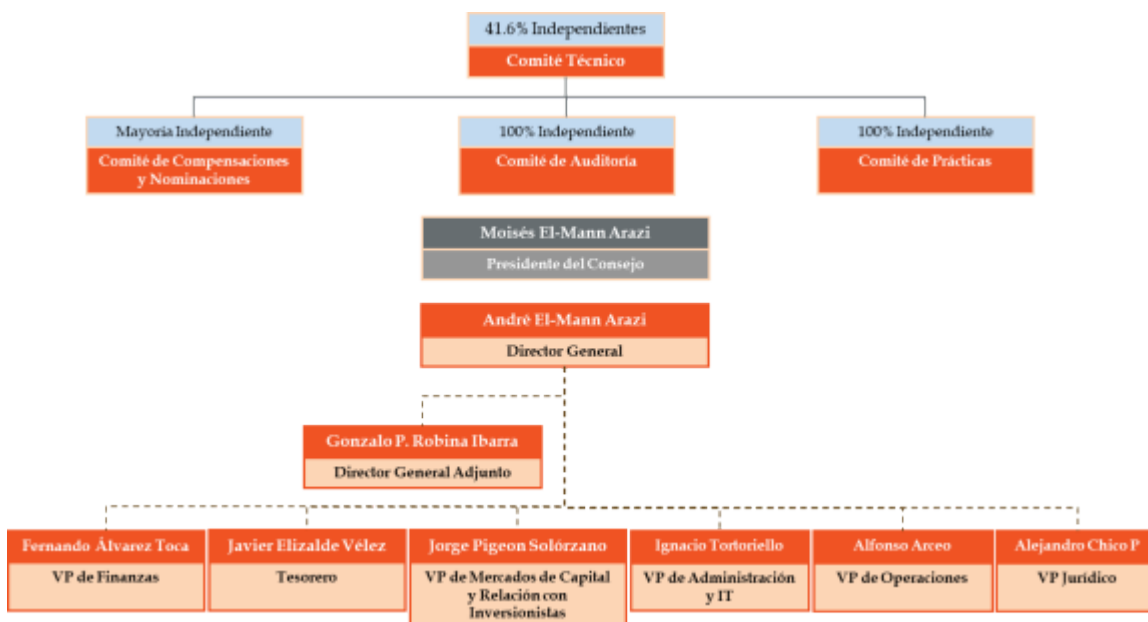 41.6% Independientes
Comité Técnico
Mayoría Independiente
Comité de Compensaciones
y Nominaciones
100% Independiente
Comité de Auditoría
100% Independiente
Comité de Prácticas
Moisés El-Mann Arazi
Presidente del Consejo
André El-Mann Arazi
Director General
Gonzalo P. Robina Ibarra
Director General Adjunto
Fernando Álvarez Toca
VP de Finanzas
Javier Elizalde Vélez
Tesorero
Jorge Pigeon Solórzano
VP de Mercados de Capital
y Relación con
Inversionistas
Ignacio Tortoriello
VP de Administración
y IT
Alfonso Arceo
VP de Operaciones
Alejandro Chico P
VP Jurídico